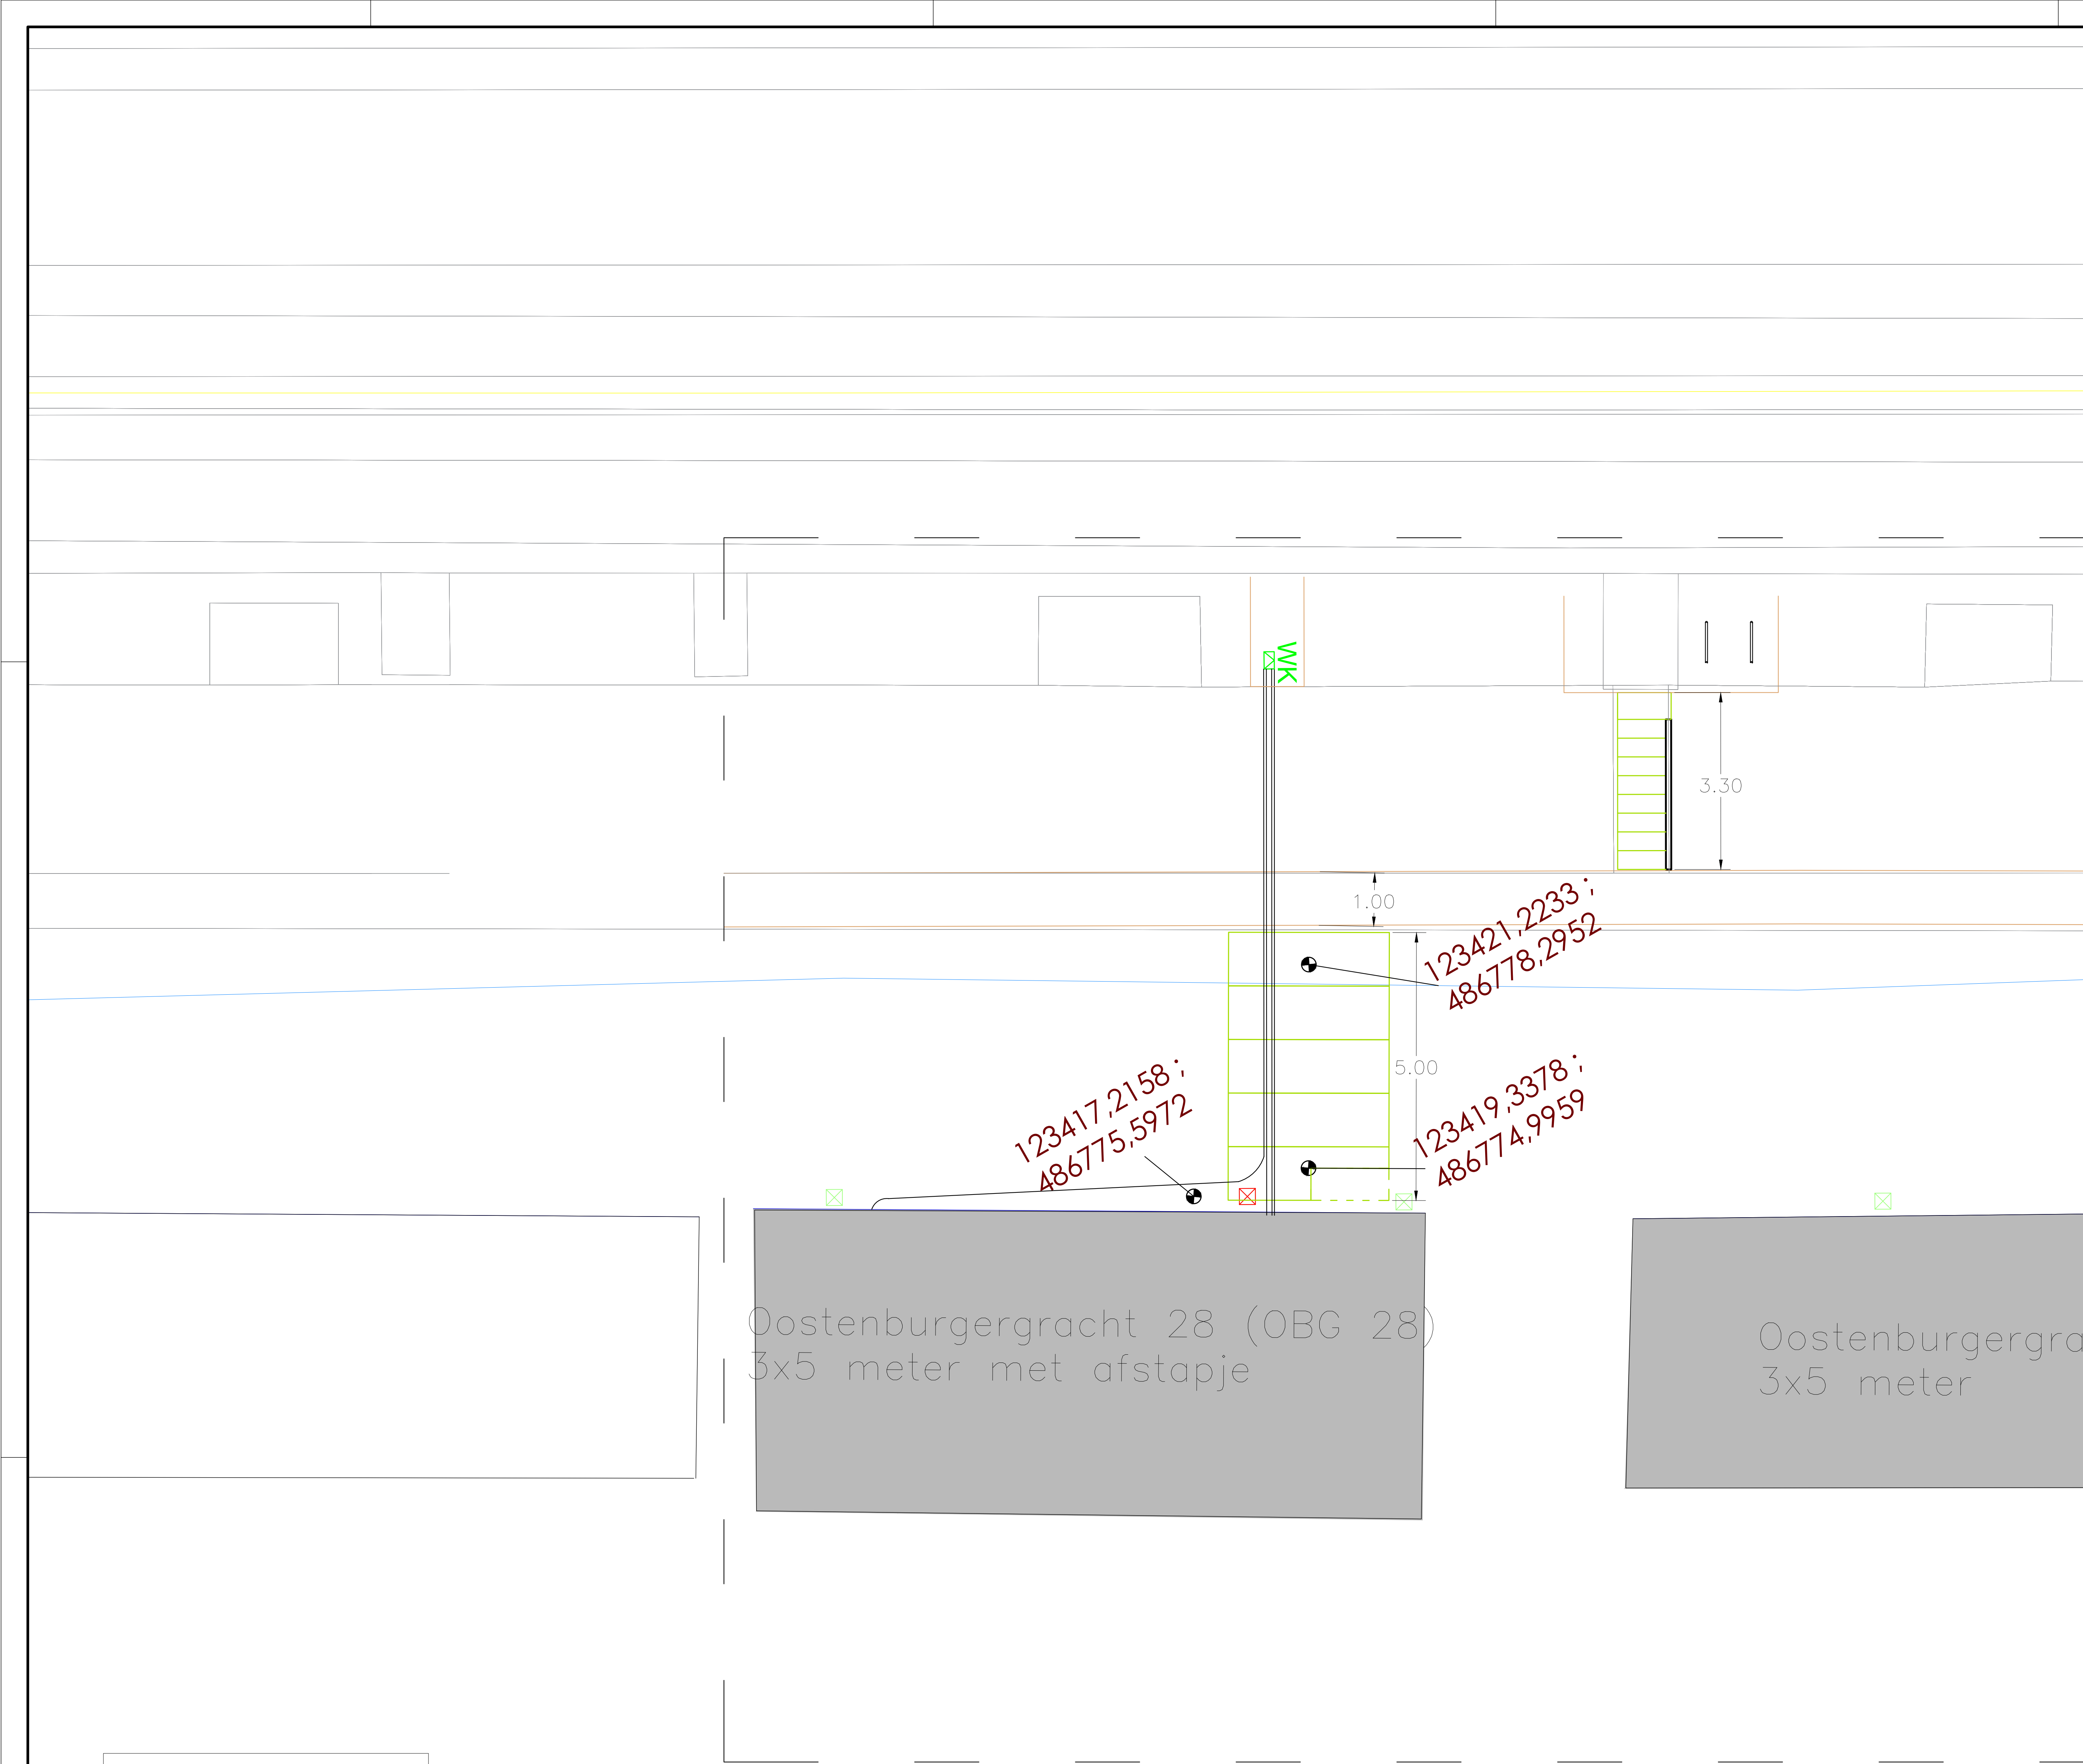 WK
3.30
1.00
123421,2233 ;
486778,2952
5.00
123417,2158 ;
486775,5972
123419,3378 ;
486774,9959
Oostenburgergracht 28 (OBG 28)
3x5 meter met afstapje
3x5 meter